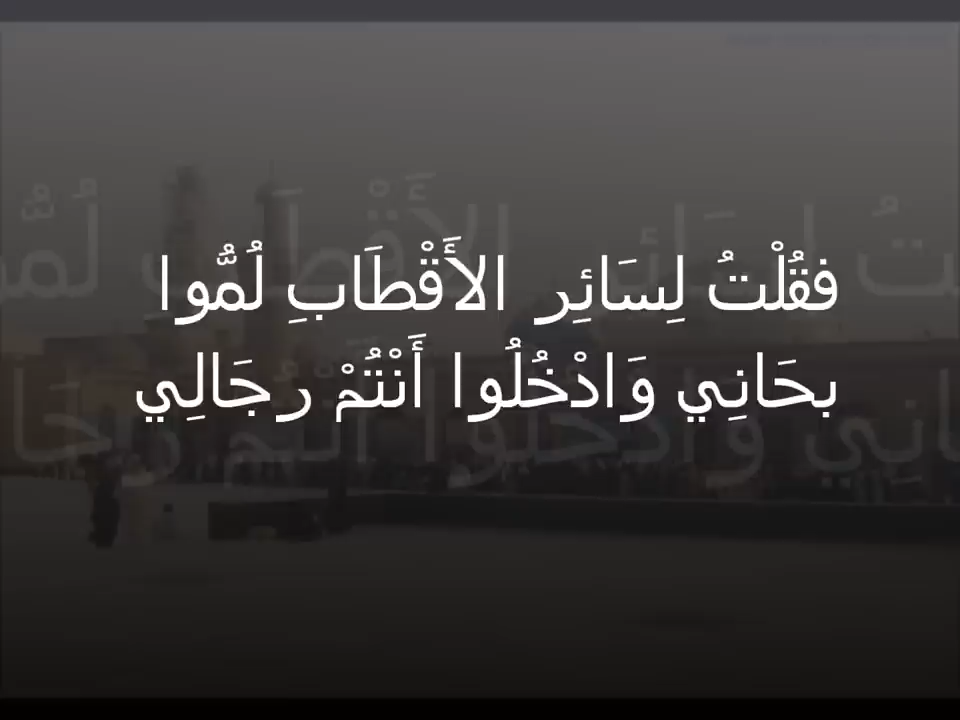 فقُلْتُ لِسَائِرِ الأَقْطَابِ لُمُّوا
بحَانِي وَادْخُلُوا أَنْتُمْ رِجَالِي